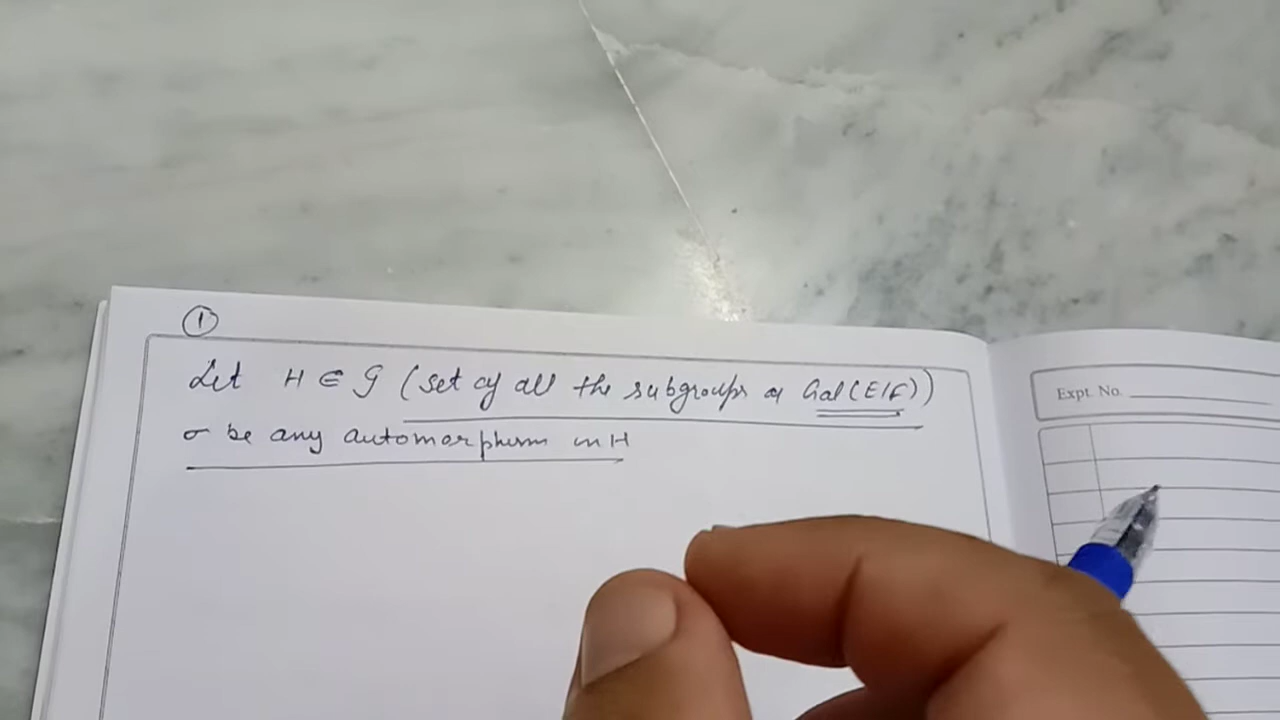 ①
Let H ∈ G (set of all the subgroups of Gal(E/F))
σ be any automorphism in H
Expt. No.